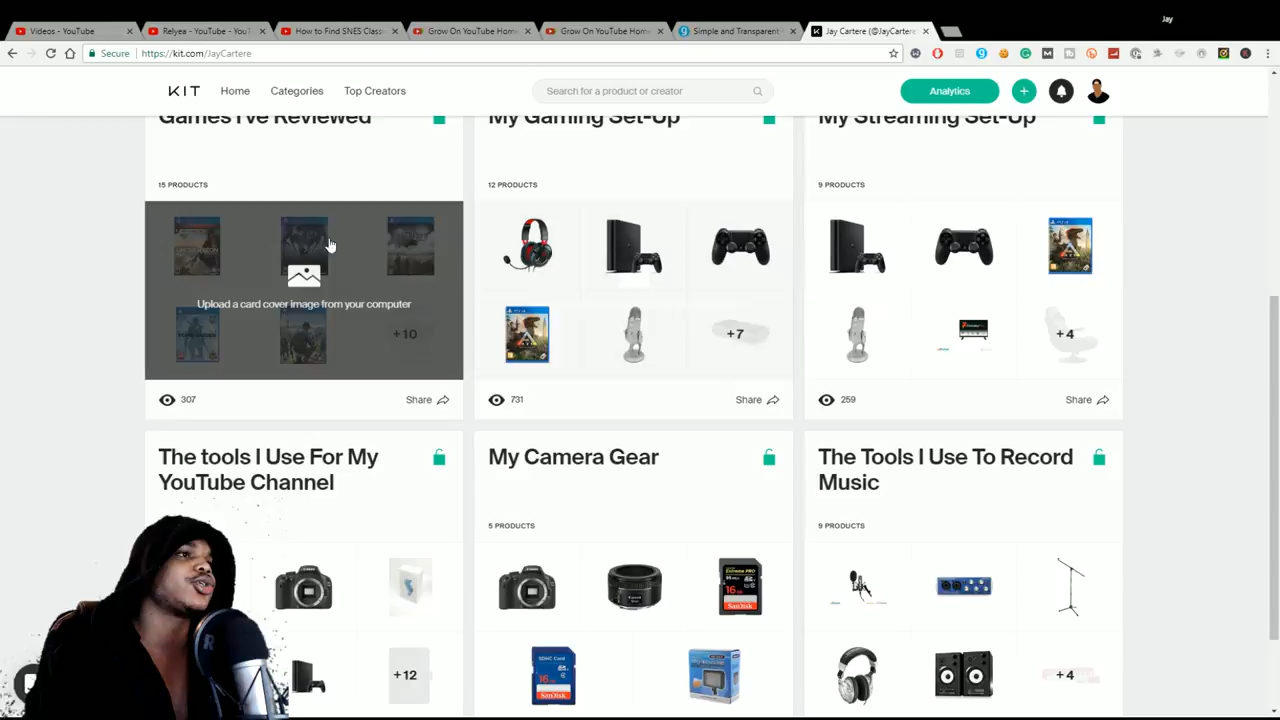 Jay
Videos - YouTube
Relyea - YouTube - YouT
How to Find SNES Classic
Grow On YouTube Home
Grow On YouTube Home
Simple and Transparent
Jay Cartere (@JayCartere
Secure
https://kit.com/JayCartere
KIT
Home
Categories
Top Creators
Search for a product or creator
Analytics
Games I've Reviewed
My Gaming Set-Up
My Streaming Set-Up
15 PRODUCTS
12 PRODUCTS
9 PRODUCTS
Upload a card cover image from your computer
+10
+7
+4
307
Share
731
Share
259
Share
The tools I Use For My
YouTube Channel
My Camera Gear
The Tools I Use To Record
Music
5 PRODUCTS
9 PRODUCTS
+12
+4